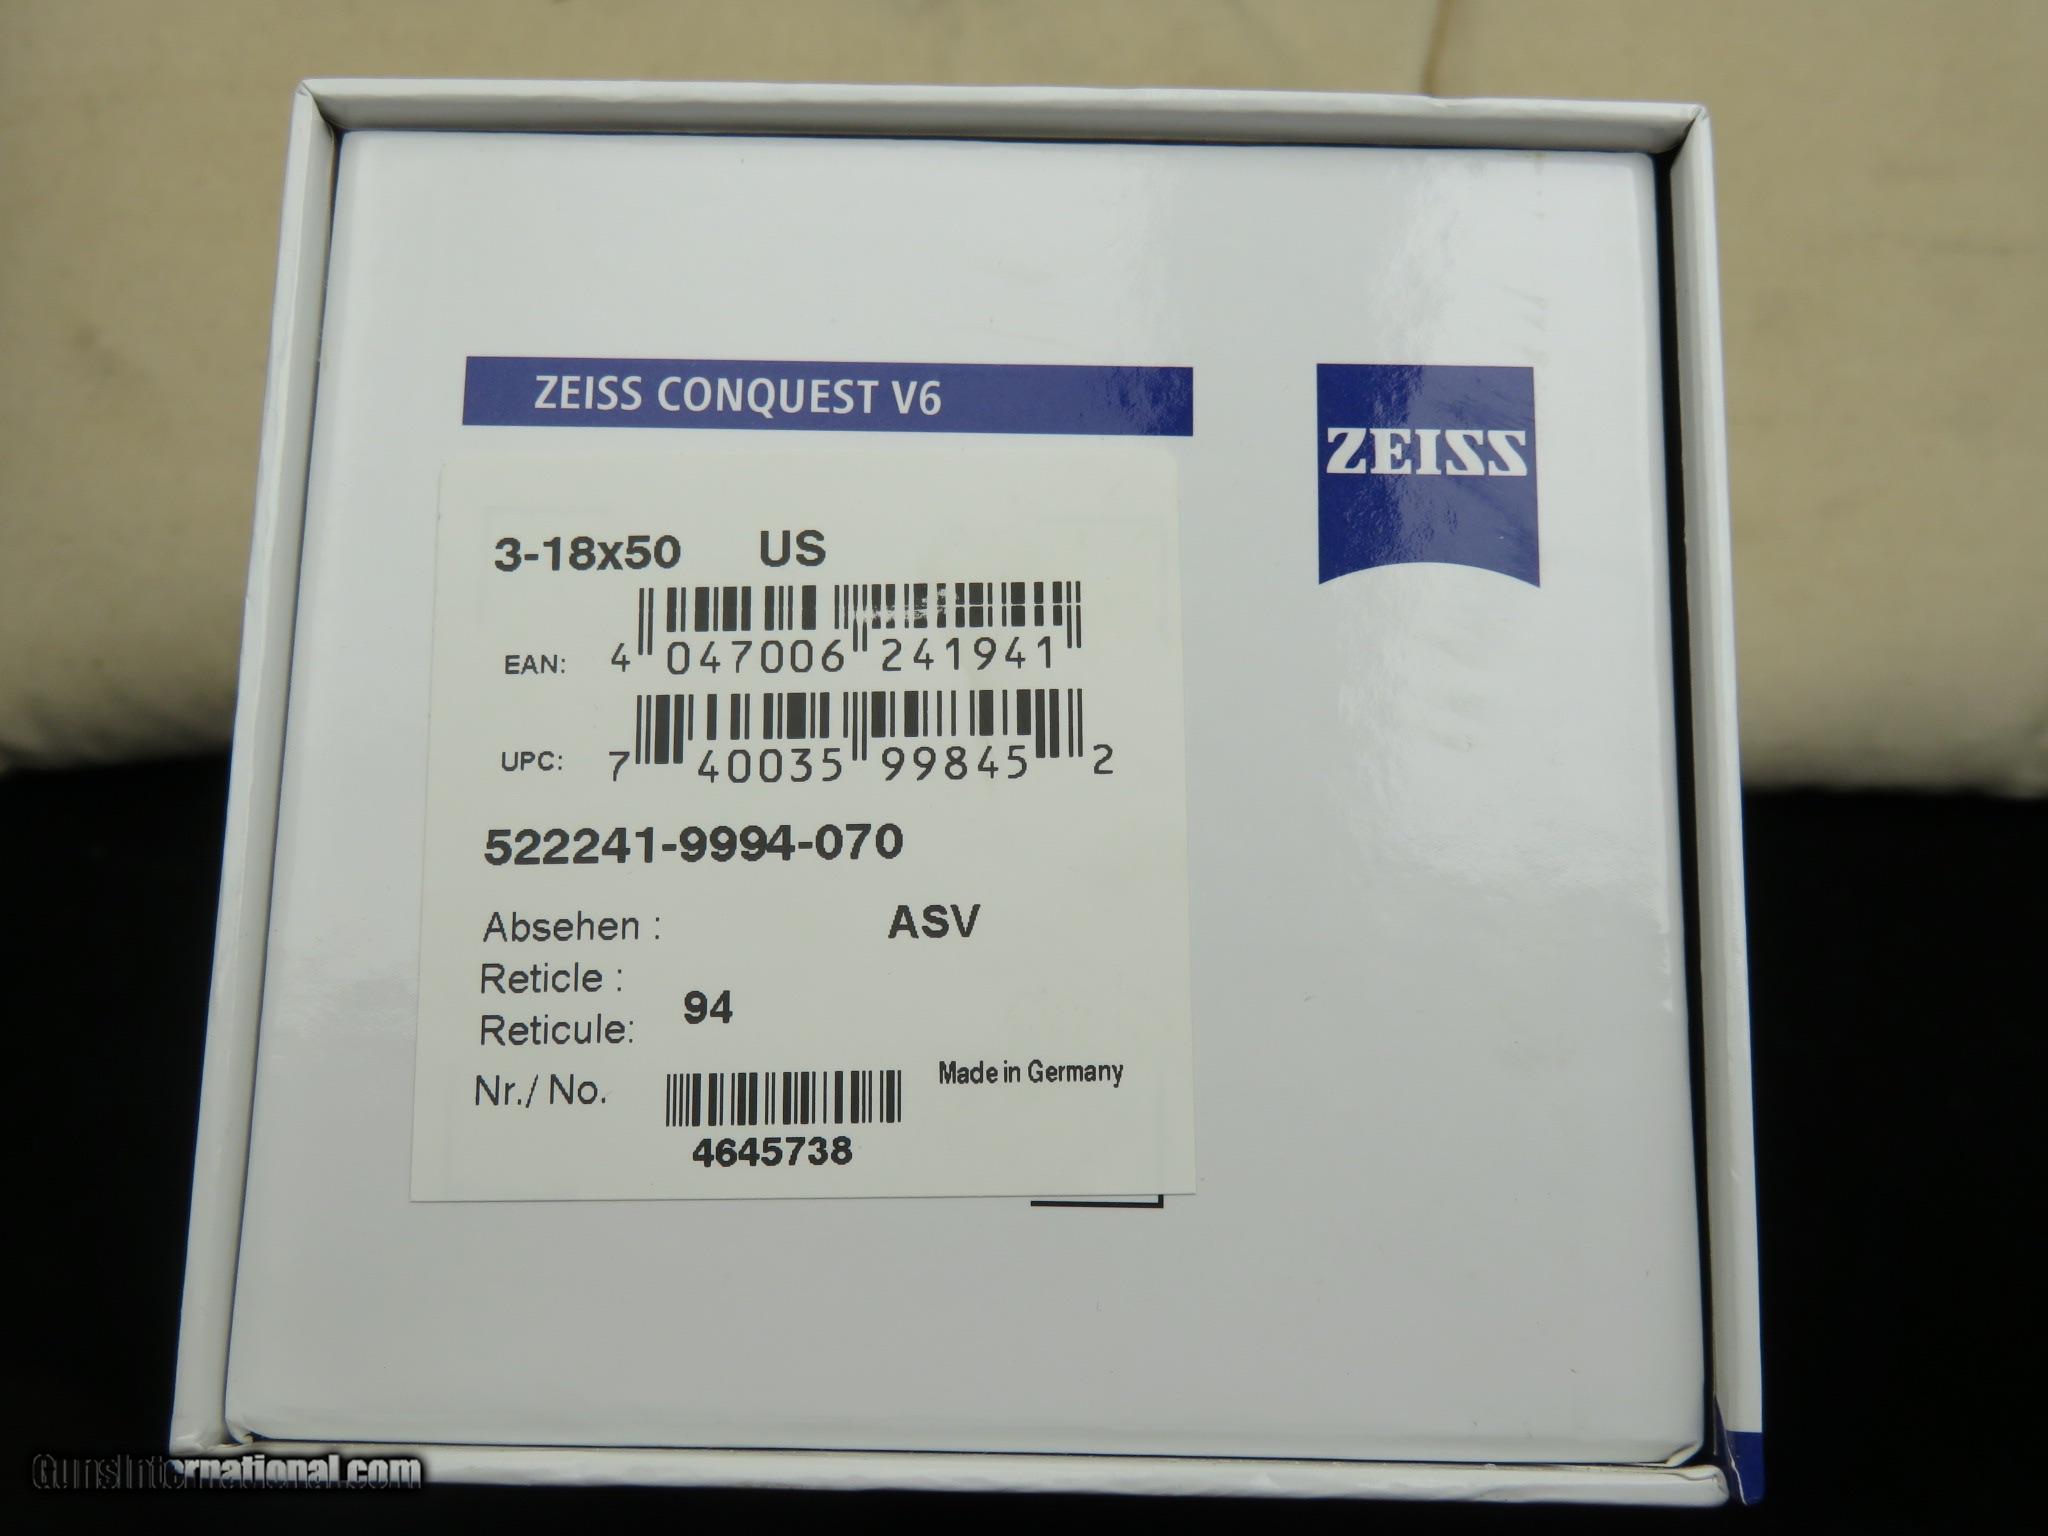 ZEISS CONQUEST V6
ZEISS
3-18x50 US
EAN: 4 047006 241941
UPC: 7 40035 99845 2
522241-9994-070
Absehen : ASV
Reticle :
94
Reticule:
Made in Germany
Nr./ No.
4645738
GunsInternational.com